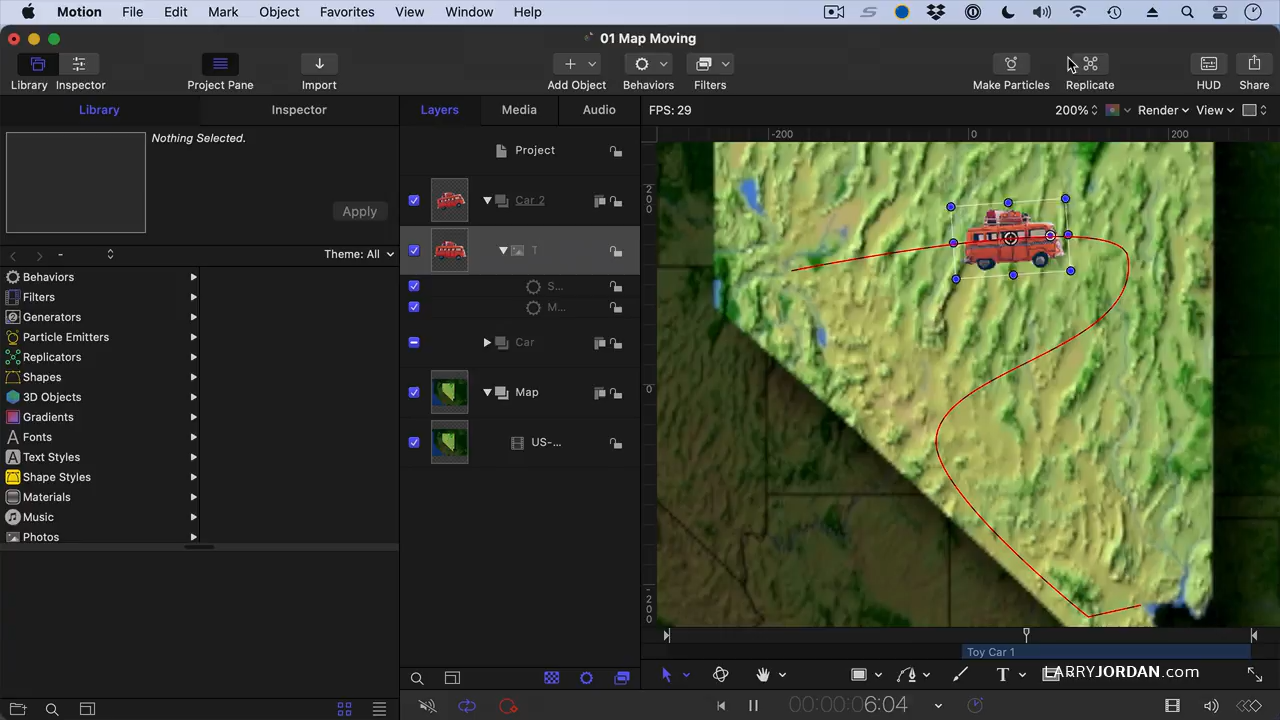 Motion File Edit Mark Object Favorites View Window Help
01 Map Moving
Library Inspector Project Pane Import Add Object Behaviors Filters Make Particles Replicate HUD Share
Library Inspector
Layers Media Audio
FPS: 29
200% Render View
Nothing Selected.
Apply
- Theme: All
Behaviors
Filters
Generators
Particle Emitters
Replicators
Shapes
3D Objects
Gradients
Fonts
Text Styles
Shape Styles
Materials
Music
Photos
Project
Car 2
T
S...
M...
Car
Map
US-...
-200 0 200
200
0
-200
Toy Car 1
LARRYJORDAN.com
00:00:00:06:04